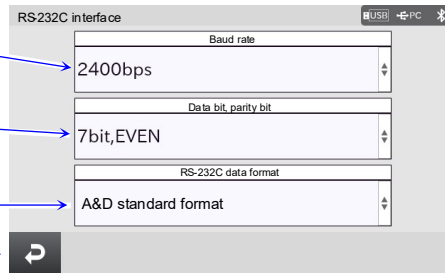 RS-232C interface
USB PC
Baud rate
2400bps
Data bit, parity bit
7bit,EVEN
RS-232C data format
A&D standard format